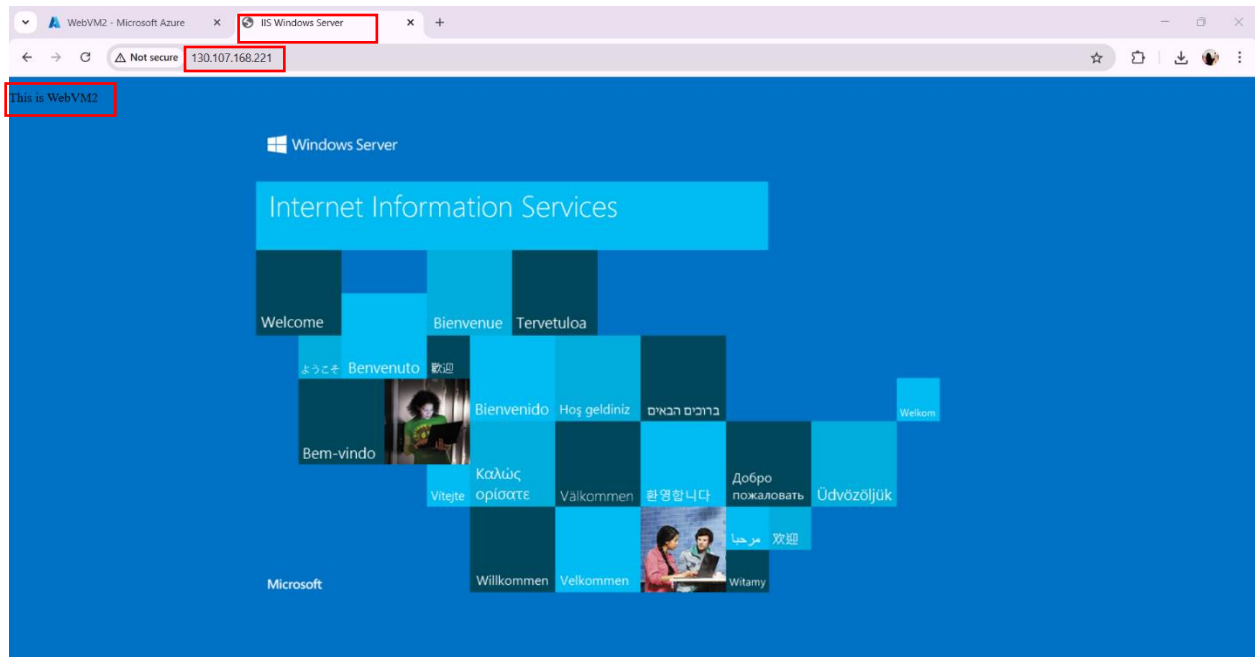 WebVM2 - Microsoft Azure
IIS Windows Server
Not secure
130.107.168.221
This is WebVM2
Windows Server
Internet Information Services
Welcome
Bienvenue
Tervetuloa
ようこそ
Benvenuto
歡迎
Bienvenido
Hoş geldiniz
ברוכים הבאים
Welkom
Bem-vindo
Vítejte
Καλώς
ορίσατε
Välkommen
환영합니다
Добро
пожаловать
Üdvözöljük
مرحبا
欢迎
Microsoft
Willkommen
Velkommen
Witamy